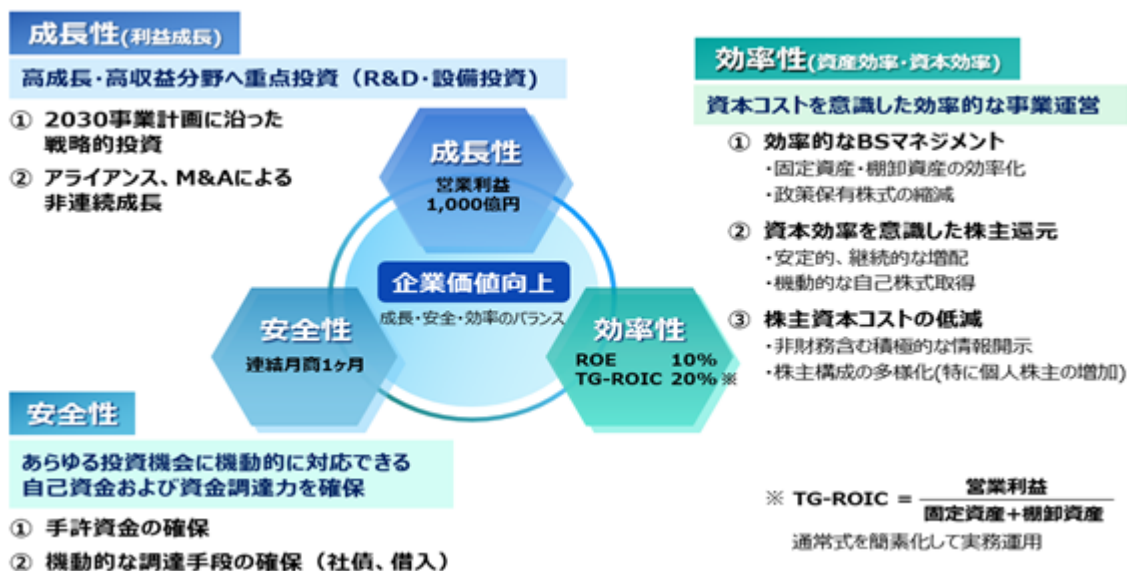 成長性(利益成長)
高成長・高収益分野へ重点投資（R&D・設備投資）
① 2030事業計画に沿った
戦略的投資
② アライアンス、M&Aによる
非連続成長
成長性
営業利益
1,000億円
企業価値向上
成長・安全・効率のバランス
安全性
連結月商1ヶ月
効率性
ROE 10%
TG-ROIC 20% ※
安全性
あらゆる投資機会に機動的に対応できる
自己資金および資金調達力を確保
① 手許資金の確保
② 機動的な調達手段の確保（社債、借入）
効率性(資産効率・資本効率)
資本コストを意識した効率的な事業運営
① 効率的なBSマネジメント
・固定資産・棚卸資産の効率化
・政策保有株式の縮減
② 資本効率を意識した株主還元
・安定的、継続的な増配
・機動的な自己株式取得
③ 株主資本コストの低減
・非財務含む積極的な情報開示
・株主構成の多様化(特に個人株主の増加)
※ TG-ROIC = 営業利益
固定資産+棚卸資産
通常式を簡素化して実務運用